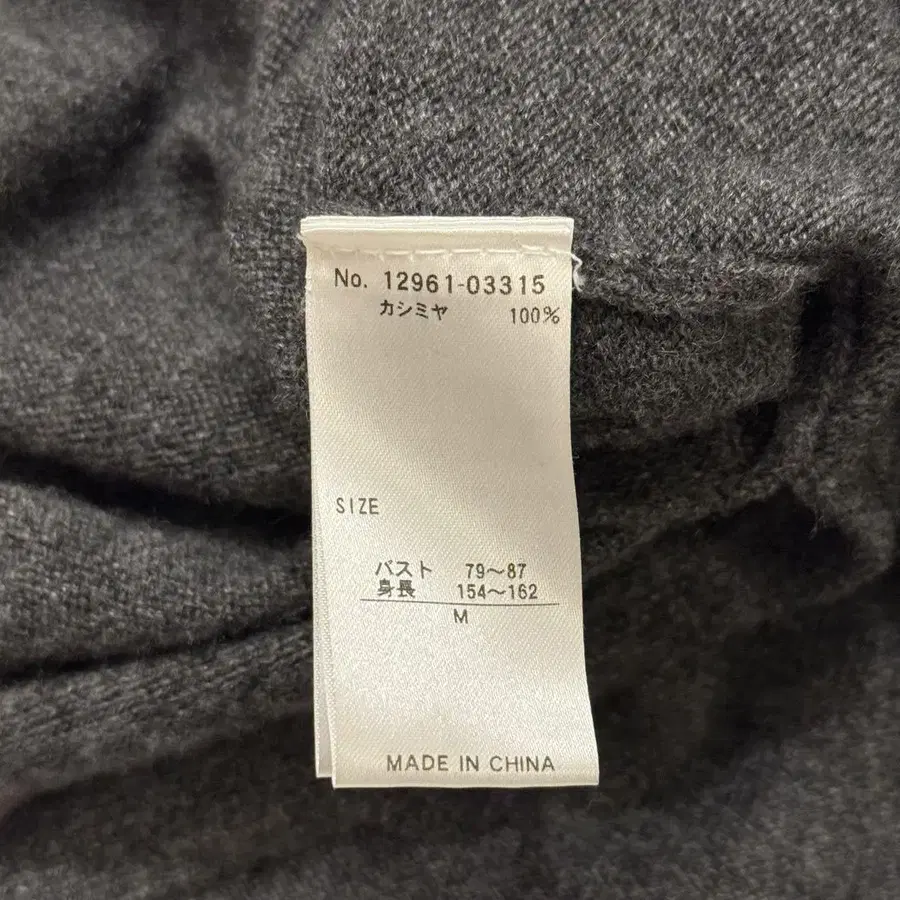 No. 12961-03315
カシミヤ 100%
SIZE
バスト 79〜87
身長 154〜162
M
MADE IN CHINA